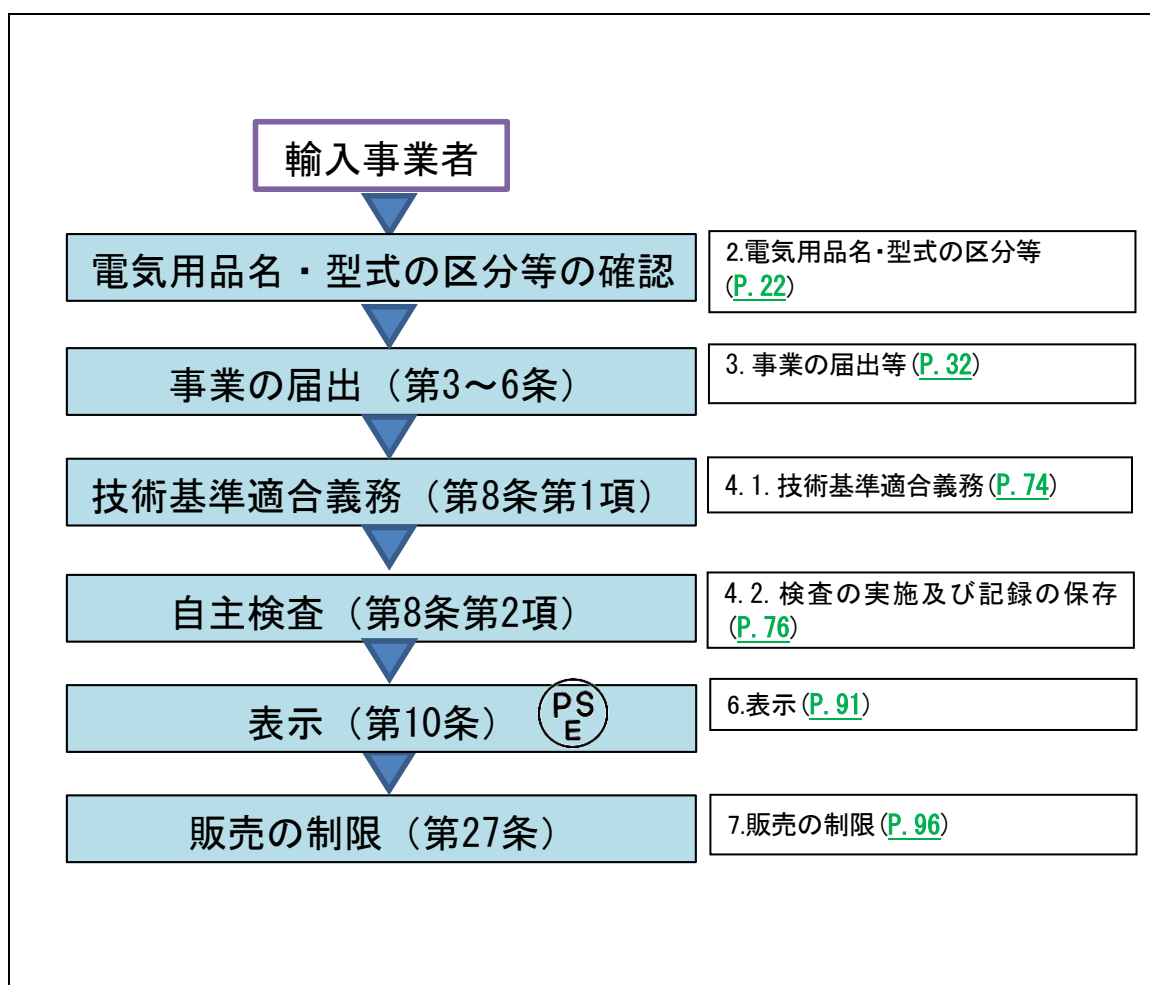 輸入事業者
電気用品名・型式の区分等の確認
2.電気用品名・型式の区分等
(P. 22)
事業の届出（第3～6条）
3. 事業の届出等(P. 32)
技術基準適合義務（第8条第1項）
4. 1. 技術基準適合義務(P. 74)
自主検査（第8条第2項）
4. 2. 検査の実施及び記録の保存
(P. 76)
表示（第10条）
PS
E
6.表示(P. 91)
販売の制限（第27条）
7.販売の制限(P. 96)